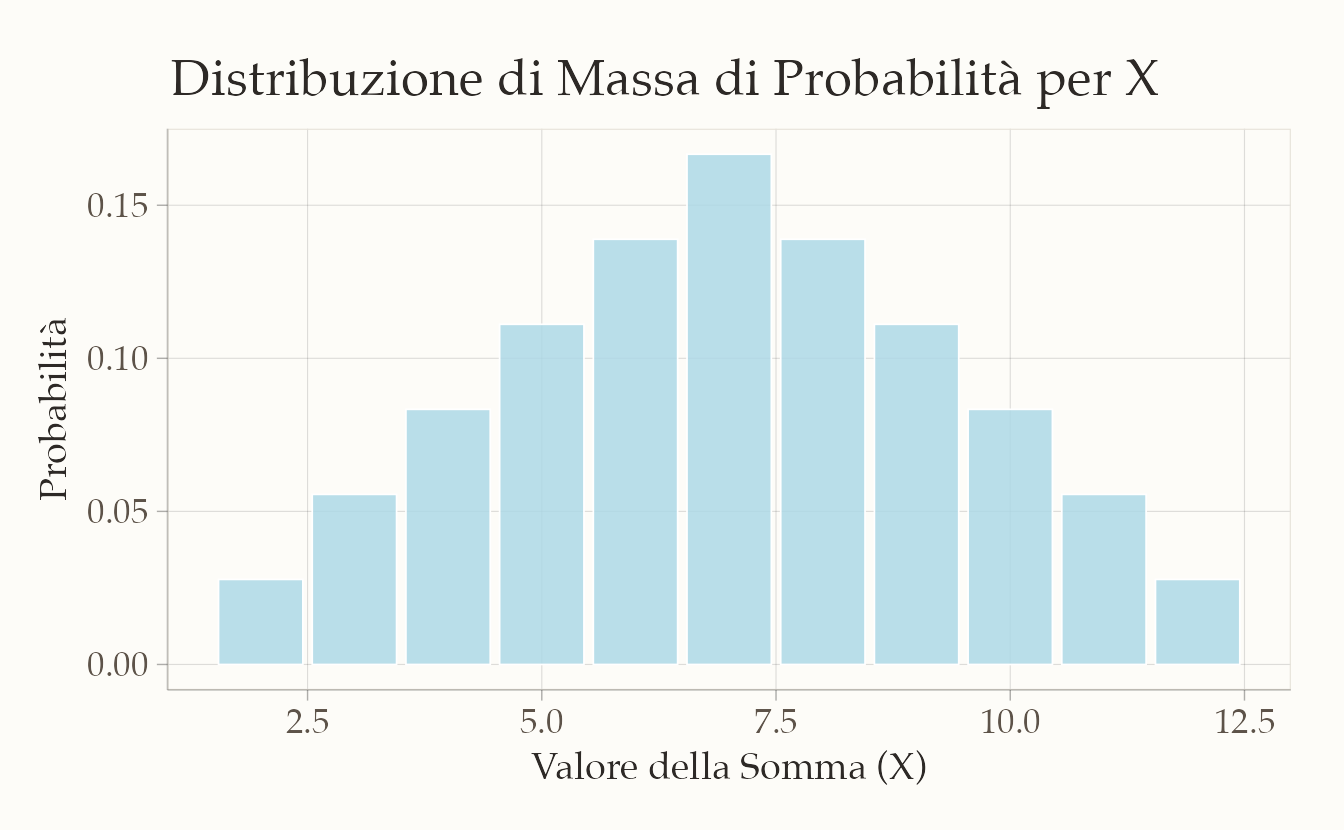 Distribuzione di Massa di Probabilità per X
Probabilità
0.15
0.10
0.05
0.00
2.5 5.0 7.5 10.0 12.5
Valore della Somma (X)